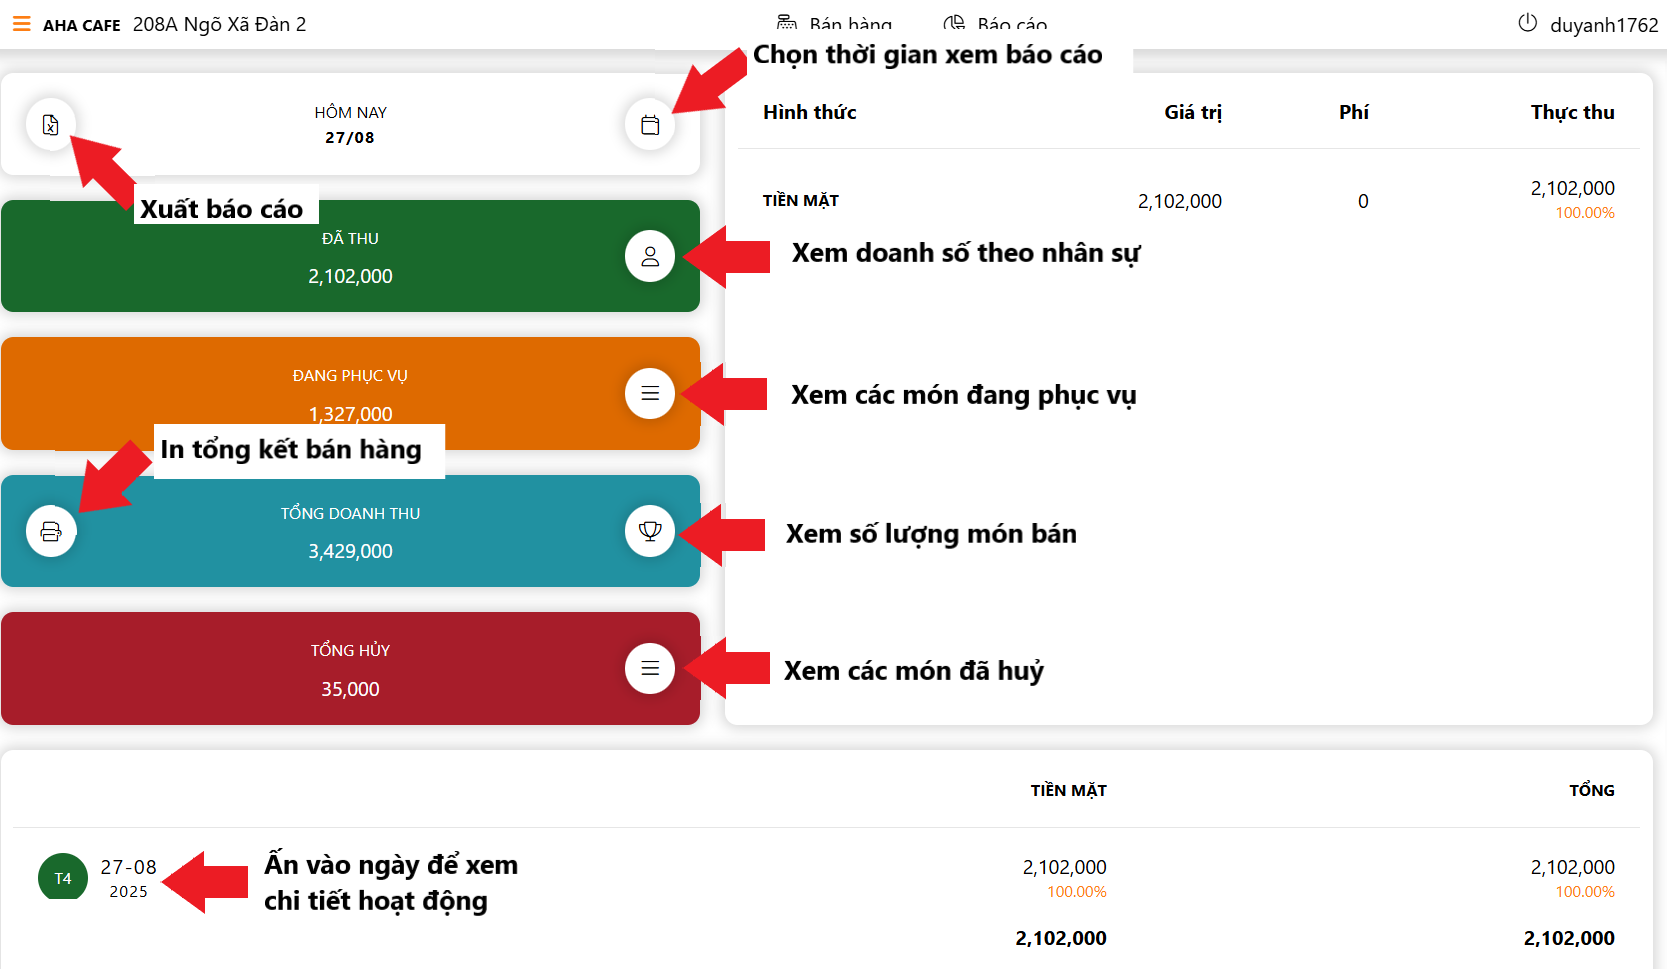 AHA CAFE 208A Ngõ Xã Đàn 2
Bán hàng
Báo cáo
duyanh1762
Chọn thời gian xem báo cáo
HÔM NAY
27/08
Xuất báo cáo
ĐÃ THU
2,102,000
Xem doanh số theo nhân sự
ĐANG PHỤC VỤ
1,327,000
Xem các món đang phục vụ
In tổng kết bán hàng
TỔNG DOANH THU
3,429,000
Xem số lượng món bán
TỔNG HỦY
35,000
Xem các món đã huỷ
Hình thức Giá trị Phí Thực thu
TIỀN MẶT 2,102,000 0 2,102,000
100.00%
TIỀN MẶT TỔNG
T4 27-08 2,102,000 2,102,000
2025 100.00% 100.00%
Ấn vào ngày để xem
chi tiết hoạt động
2,102,000 2,102,000